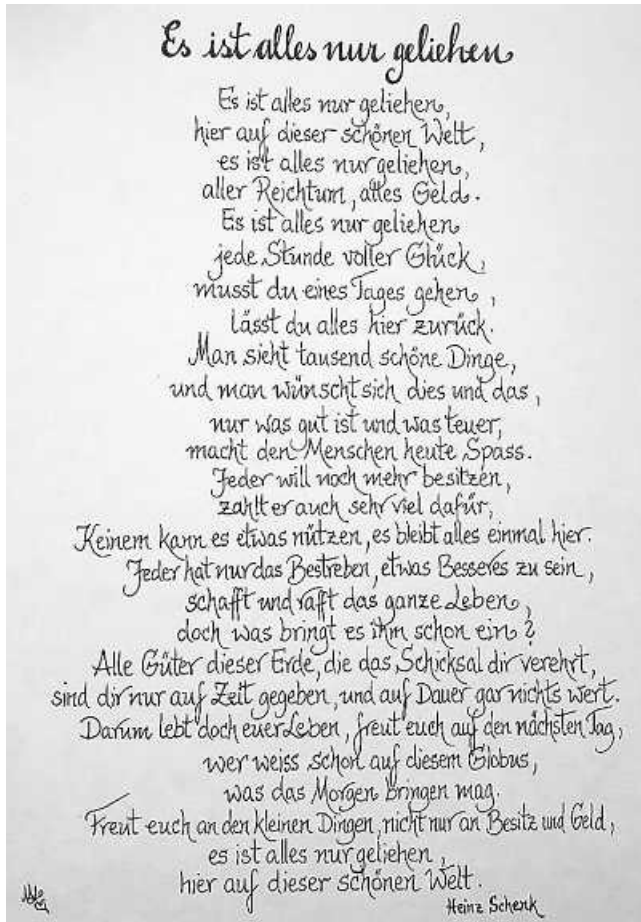 Es ist alles nur geliehen
Es ist alles nur geliehen,
hier auf dieser schönen Welt,
es ist alles nur geliehen,
aller Reichtum, alles Geld.
Es ist alles nur geliehen
jede Stunde voller Glück,
musst du eines Tages gehen,
lässt du alles hier zurück.
Man sieht tausend schöne Dinge,
und man wünscht sich dies und das,
nur was gut ist und was teuer,
macht den Menschen heute Spass.
Jeder will noch mehr besitzen,
zahlt er auch sehr viel dafür,
Keinem kann es etwas nützen, es bleibt alles einmal hier.
Jeder hat nur das Bestreben, etwas Besseres zu sein,
schafft und rafft das ganze Leben,
doch was bringt es ihm schon ein?
Alle Güter dieser Erde, die das Schicksal dir verehrt,
sind dir nur auf Zeit gegeben, und auf Dauer gar nichts wert.
Darum lebt doch euer Leben, freut euch auf den nächsten Tag,
wer weiss schon auf diesem Globus,
was das Morgen bringen mag.
Freut euch an den kleinen Dingen, nicht nur an Besitz und Geld,
es ist alles nur geliehen,
hier auf dieser schönen Welt.
Heinz Schenk